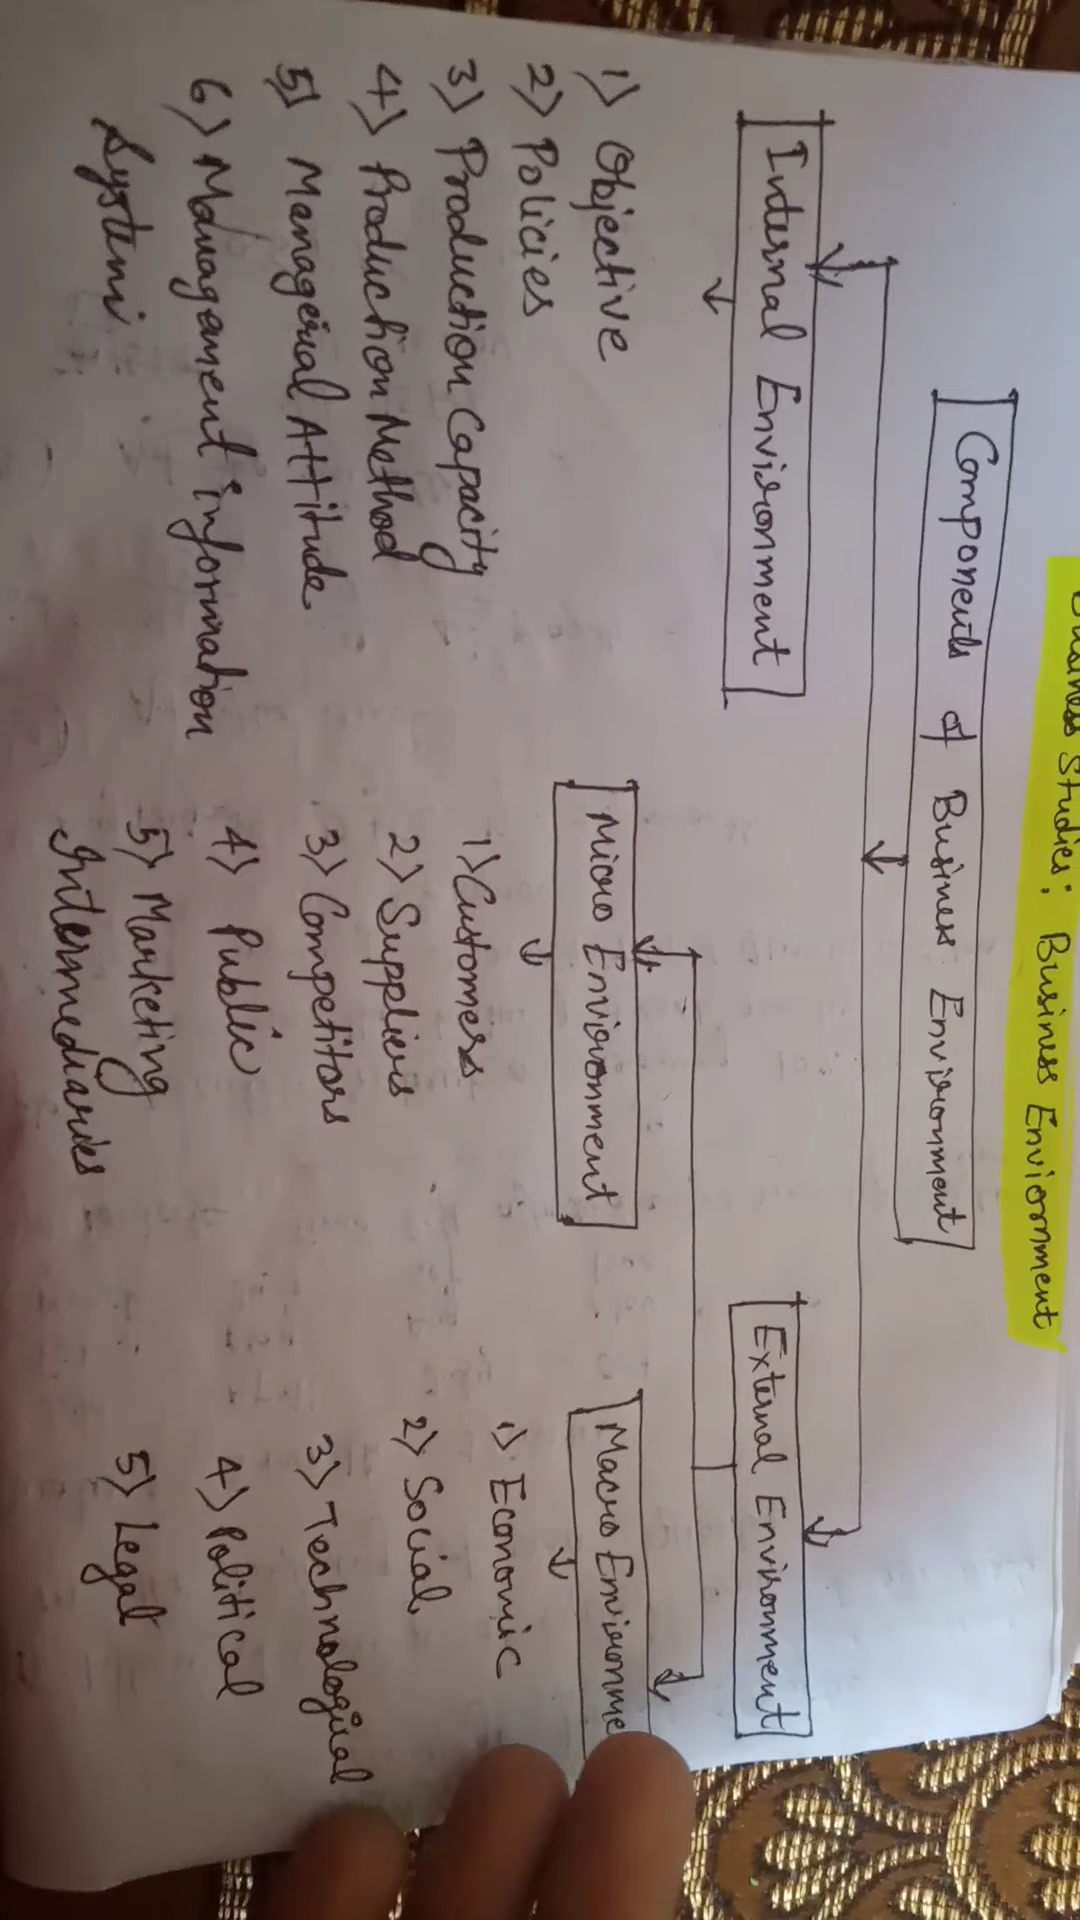 Business Studies: Business Enviornment
Components of Business Environment
Internal Environment
1) Objective
2) Policies
3) Production Capacity
4) Production Method
5) Managerial Attitude
6) Management information
System
External Environment
Micro Environment
1) Customers
2) Suppliers
3) Competitors
4) Public
5) Marketing
Intermediaries
Macro Environme
1) Economic
2) Social
3) Technological
4) Political
5) Legal